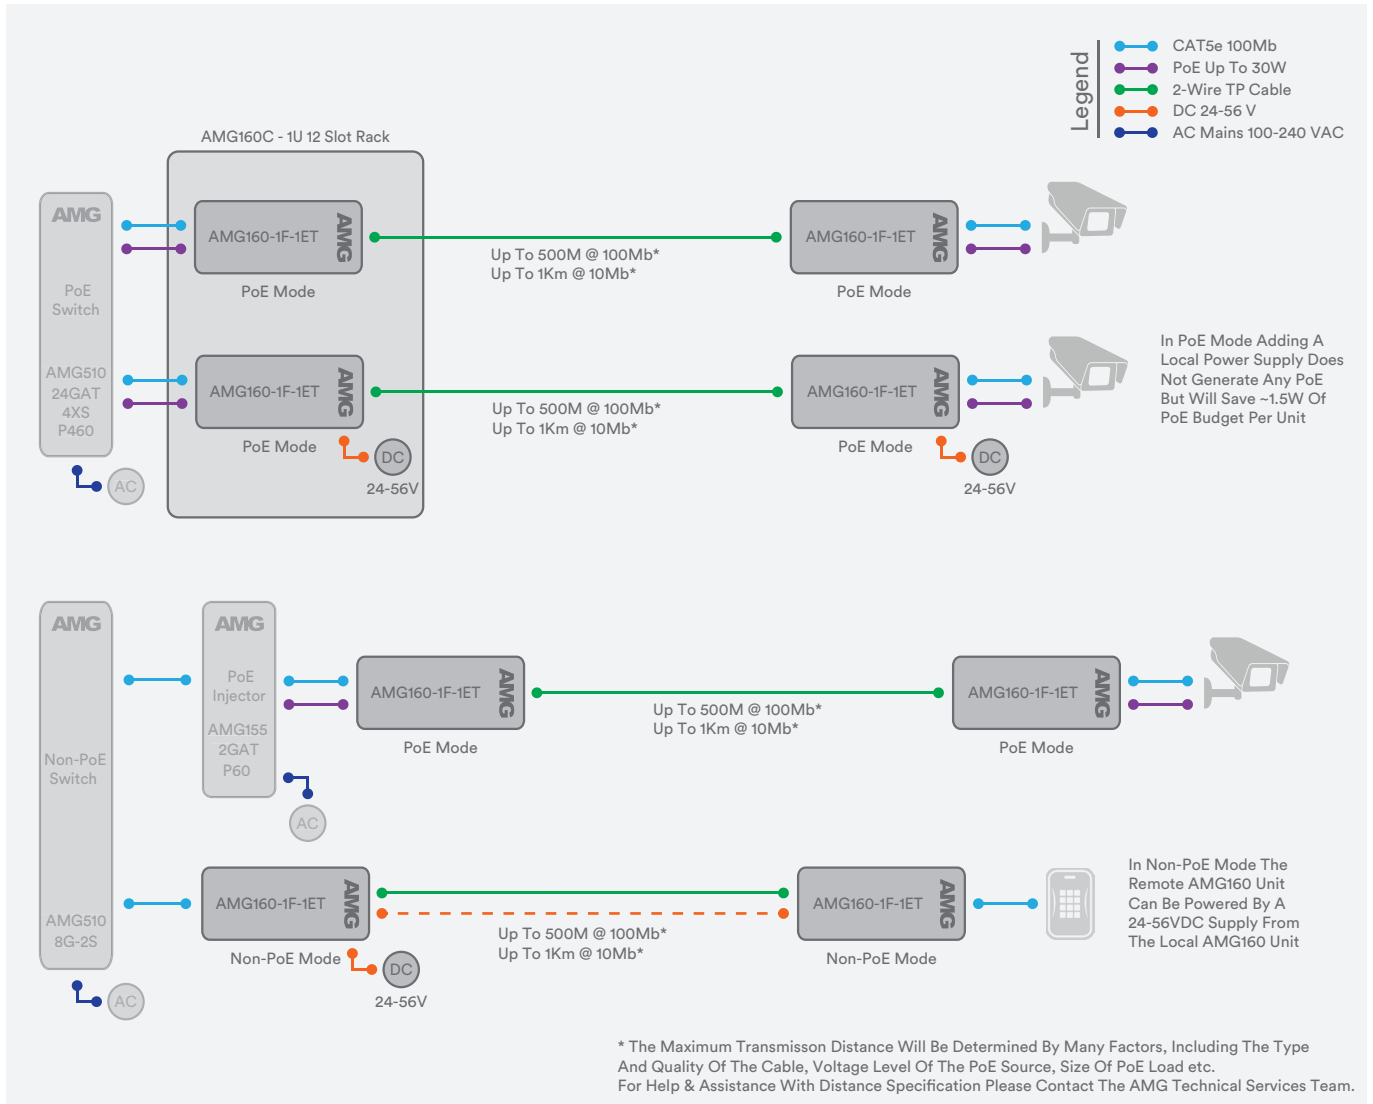 Legend
CAT5e 100Mb
PoE Up To 30W
2-Wire TP Cable
DC 24-56 V
AC Mains 100-240 VAC
AMG160C - 1U 12 Slot Rack
AMG
PoE
Switch
AMG510
24GAT
4XS
P460
AC
AMG160-1F-1ET
AMG
PoE Mode
Up To 500M @ 100Mb*
Up To 1Km @ 10Mb*
AMG160-1F-1ET
AMG
PoE Mode
AMG160-1F-1ET
AMG
PoE Mode
DC
24-56V
Up To 500M @ 100Mb*
Up To 1Km @ 10Mb*
AMG160-1F-1ET
AMG
PoE Mode
DC
24-56V
In PoE Mode Adding A
Local Power Supply Does
Not Generate Any PoE
But Will Save ~1.5W Of
PoE Budget Per Unit
AMG
Non-PoE
Switch
AMG510
8G-2S
AC
AMG
PoE
Injector
AMG155
2GAT
P60
AC
AMG160-1F-1ET
AMG
PoE Mode
Up To 500M @ 100Mb*
Up To 1Km @ 10Mb*
AMG160-1F-1ET
AMG
PoE Mode
AMG160-1F-1ET
AMG
Non-PoE Mode
DC
24-56V
Up To 500M @ 100Mb*
Up To 1Km @ 10Mb*
AMG160-1F-1ET
AMG
Non-PoE Mode
In Non-PoE Mode The
Remote AMG160 Unit
Can Be Powered By A
24-56VDC Supply From
The Local AMG160 Unit
* The Maximum Transmisson Distance Will Be Determined By Many Factors, Including The Type
And Quality Of The Cable, Voltage Level Of The PoE Source, Size Of PoE Load etc.
For Help & Assistance With Distance Specification Please Contact The AMG Technical Services Team.